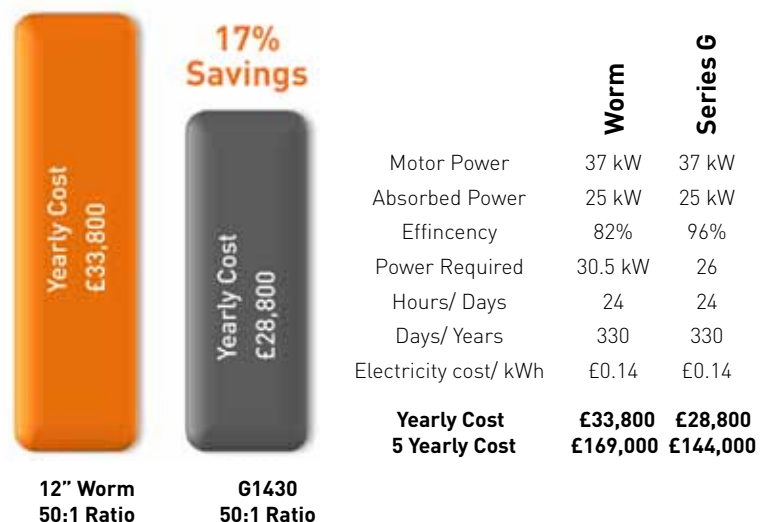 17%
Savings
Yearly Cost
£33,800
Yearly Cost
£28,800
12” Worm
50:1 Ratio
G1430
50:1 Ratio
Worm Series G
Motor Power 37 kW 37 kW
Absorbed Power 25 kW 25 kW
Effincency 82% 96%
Power Required 30.5 kW 26
Hours/ Days 24 24
Days/ Years 330 330
Electricity cost/ kWh £0.14 £0.14
Yearly Cost £33,800 £28,800
5 Yearly Cost £169,000 £144,000